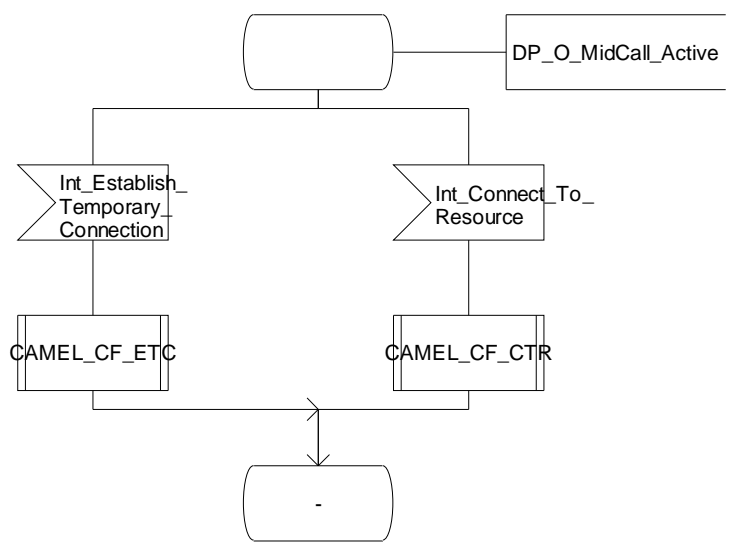 DP_O_MidCall_Active
Int_Establish_
Temporary_
Connection
Int_Connect_To_
Resource
CAMEL_CF_ETC
CAMEL_CF_CTR
-